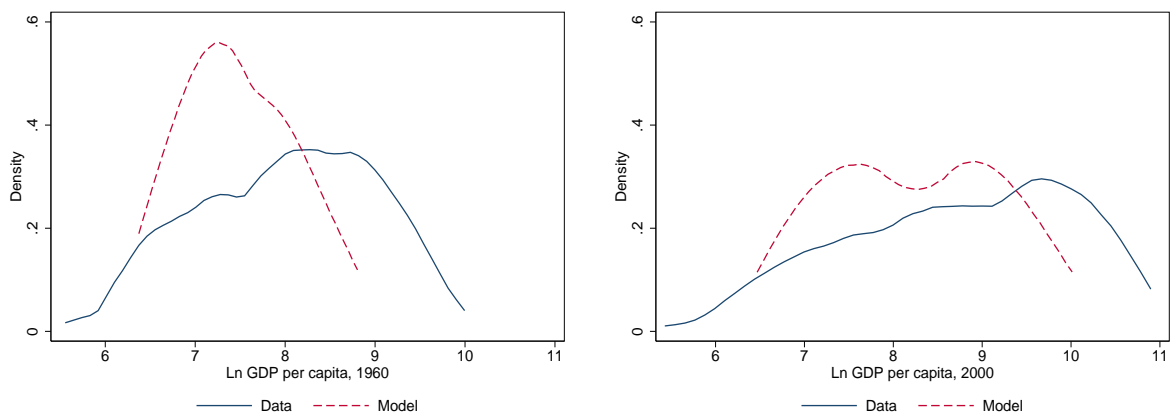 .6
.4
Density
.2
0
6 7 8 9 10 11
Ln GDP per capita, 1960
Data Model
.6
.4
Density
.2
0
6 7 8 9 10 11
Ln GDP per capita, 2000
Data Model